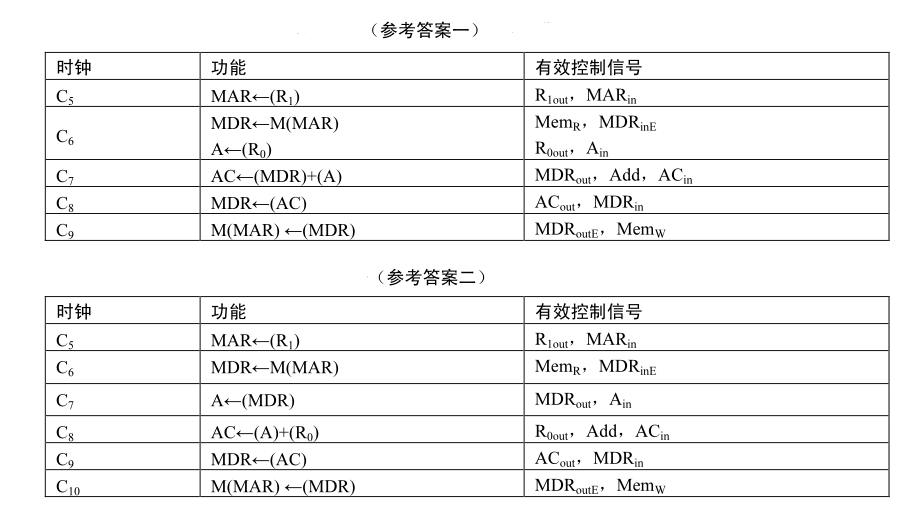 （参考答案一）
时钟 功能 有效控制信号
C5 MAR←(R1) R1out，MARin
C6 MDR←M(MAR) MemR，MDRinE
A←(R0) R0out，Ain
C7 AC←(MDR)+(A) MDRout，Add，ACin
C8 MDR←(AC) ACout，MDRin
C9 M(MAR) ←(MDR) MDRoutE，MemW
（参考答案二）
时钟 功能 有效控制信号
C5 MAR←(R1) R1out，MARin
C6 MDR←M(MAR) MemR，MDRinE
C7 A←(MDR) MDRout，Ain
C8 AC←(A)+(R0) R0out，Add，ACin
C9 MDR←(AC) ACout，MDRin
C10 M(MAR) ←(MDR) MDRoutE，MemW